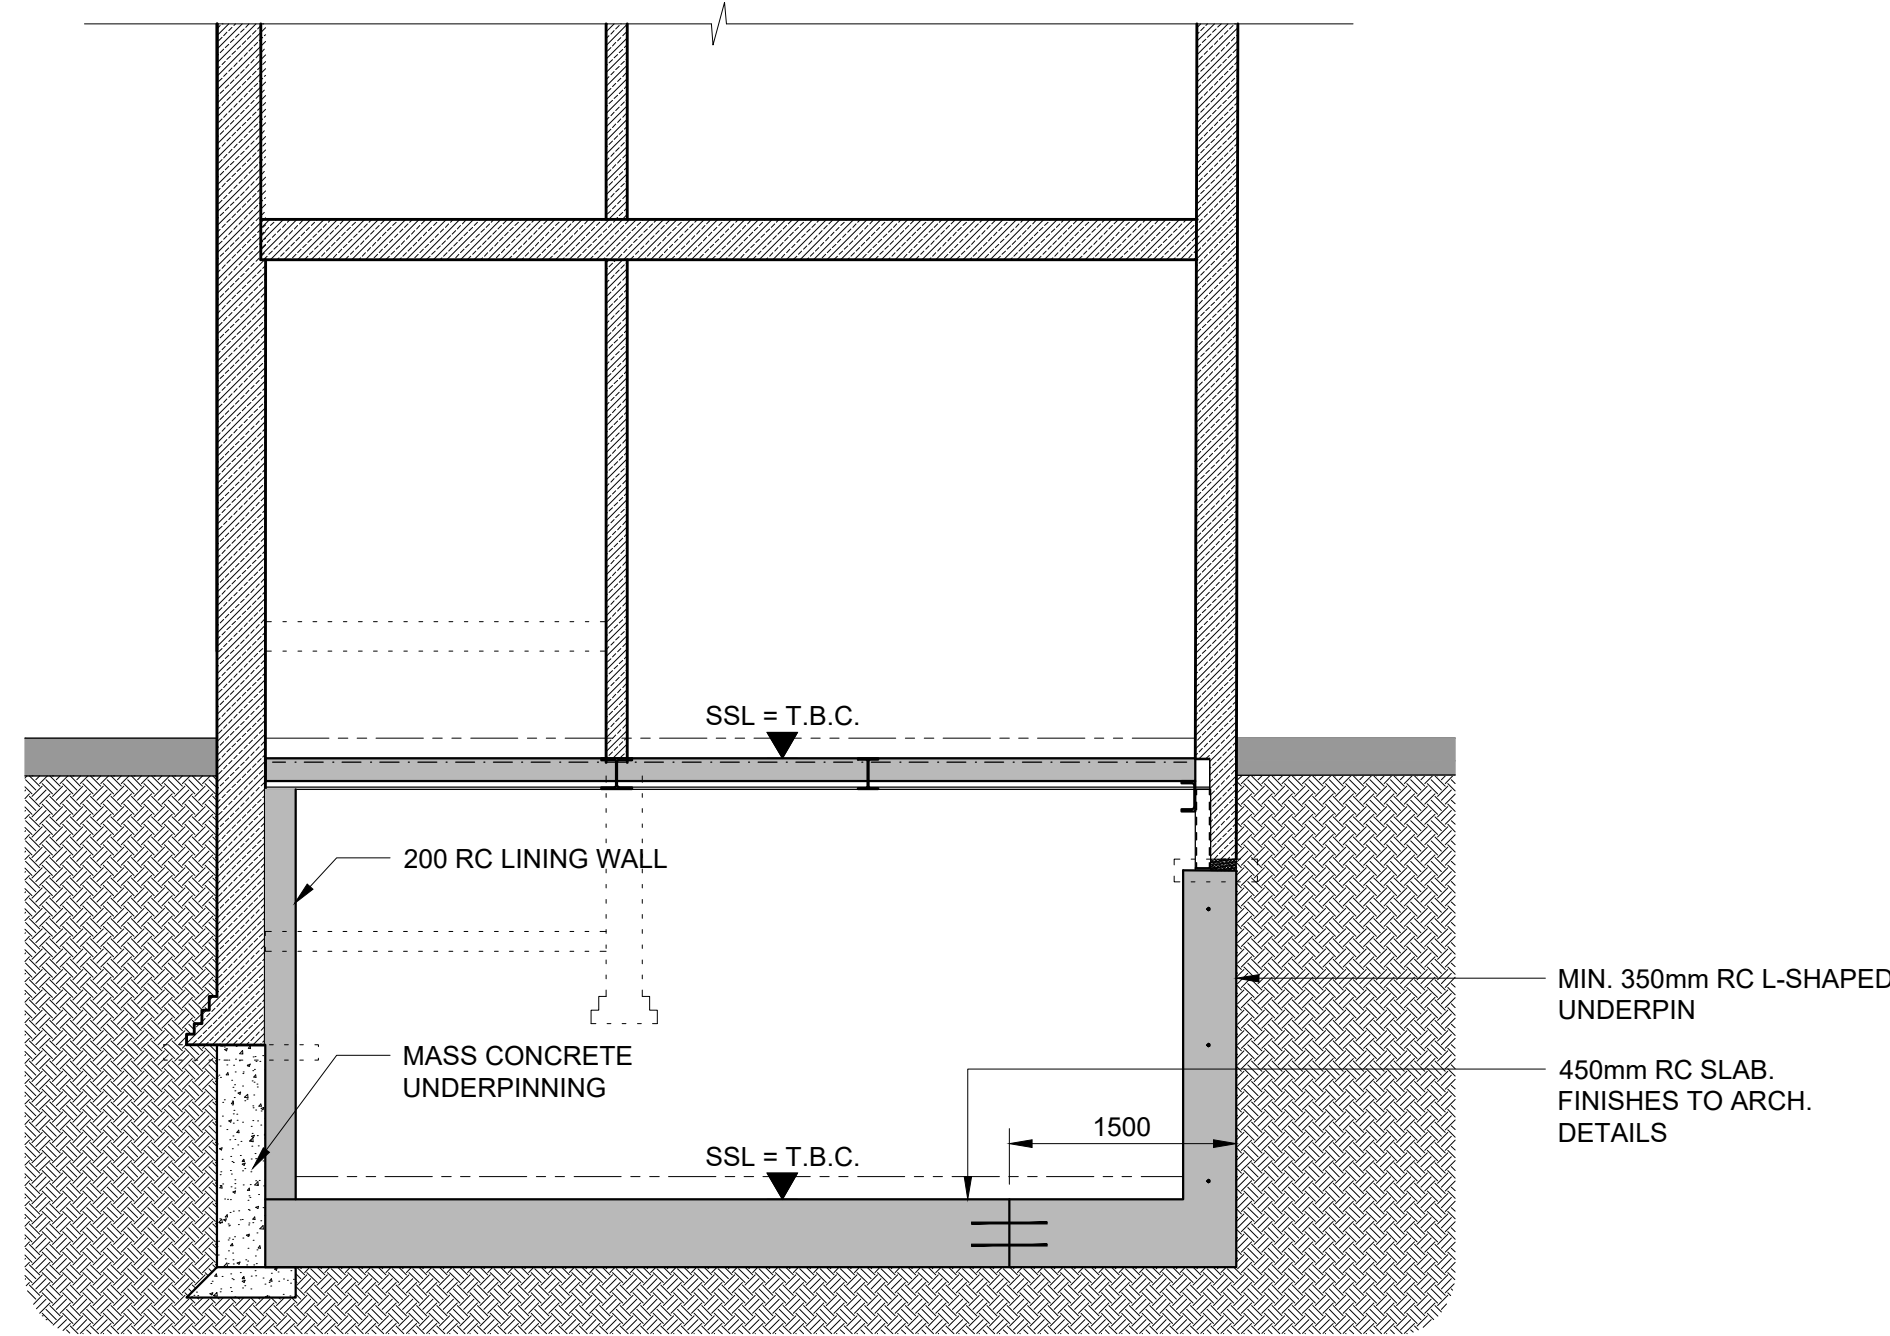 SSL = T.B.C.
200 RC LINING WALL
MIN. 350mm RC L-SHAPED
UNDERPIN
MASS CONCRETE
UNDERPINNING
450mm RC SLAB.
FINISHES TO ARCH.
DETAILS
1500
SSL = T.B.C.